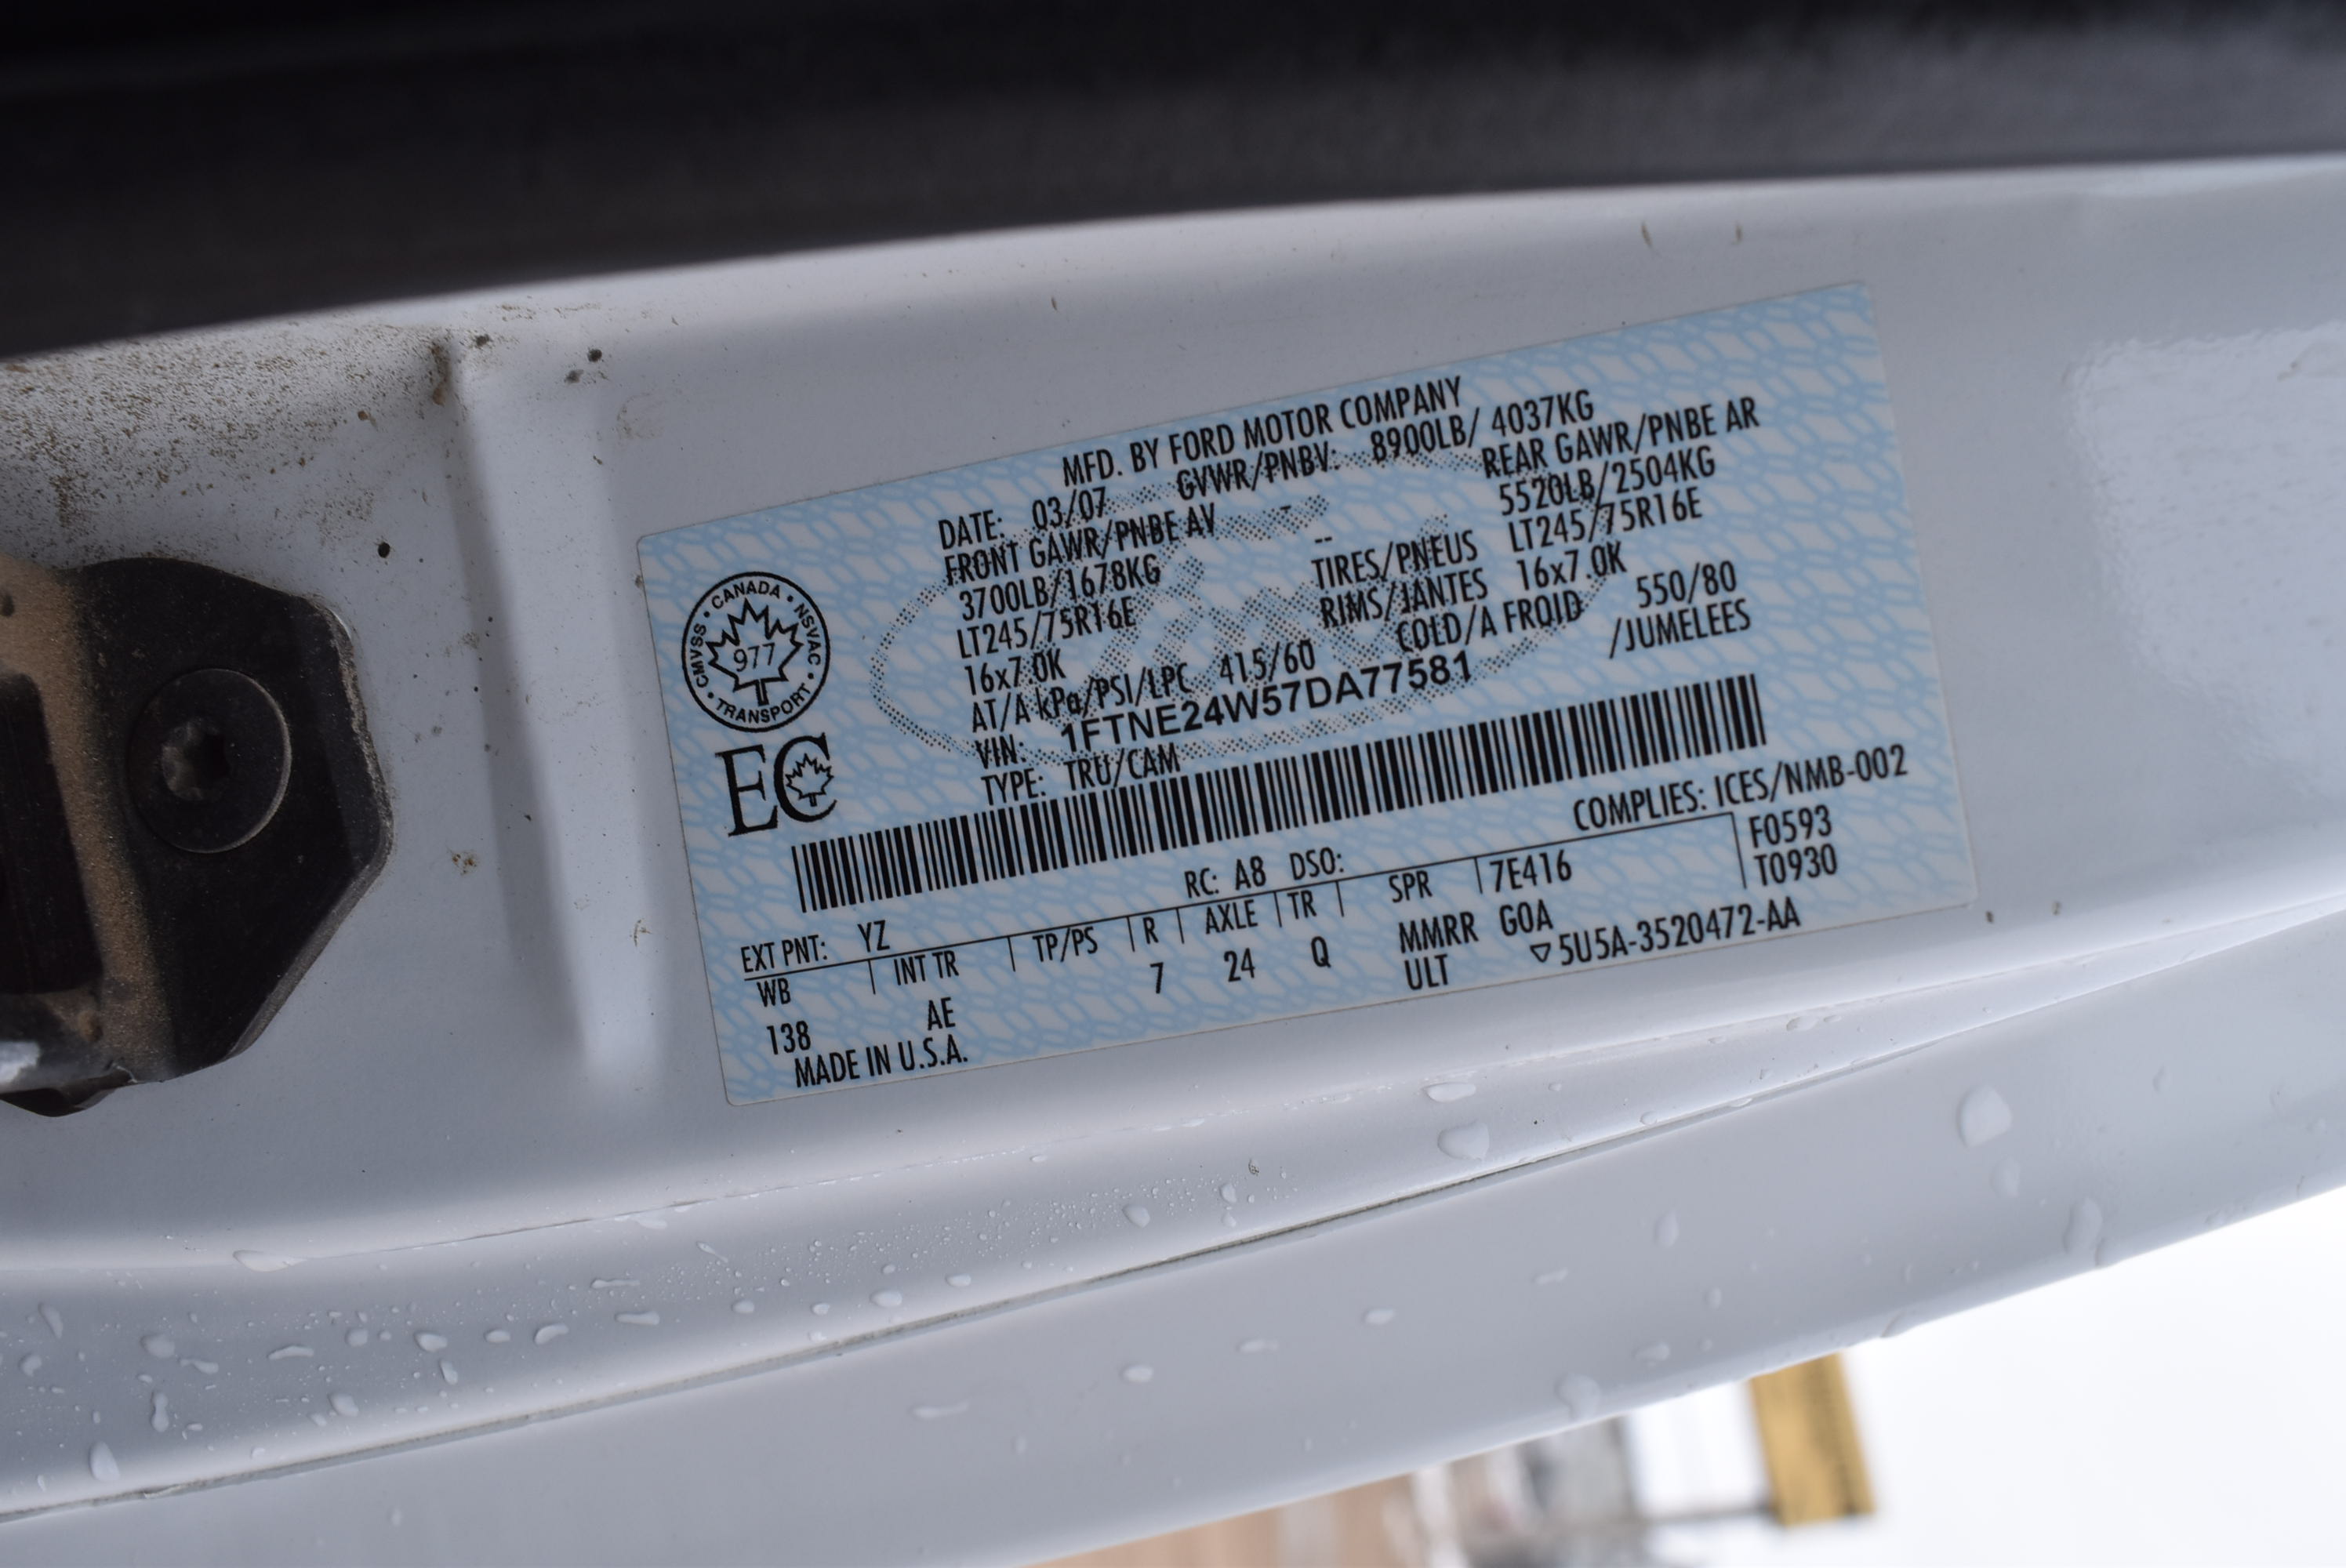 MFD. BY FORD MOTOR COMPANY
DATE: 03/07 GVWR/PNBV: 8900LB/ 4037KG
FRONT GAWR/PNBE AV - REAR GAWR/PNBE AR
3700LB/1678KG -- 5520LB/2504KG
LT245/75R16E TIRES/PNEUS LT245/75R16E
16x7.0K RIMS/JANTES 16x7.0K
AT/A kPa/PSI/LPC 415/60 COLD/A FROID 550/80
VIN: 1FTNE24W57DA77581 /JUMELEES
TYPE: TRU/CAM
CANADA • NSVAC • TRANSPORT • CMVSS •
977
EC
COMPLIES: ICES/NMB-002
RC: A8 DSO: F0593
EXT PNT: YZ T0930
WB INT TR TP/PS R AXLE TR SPR 7E416
138 AE 7 24 Q MMRR G0A
MADE IN U.S.A. ULT ▽5U5A-3520472-AA